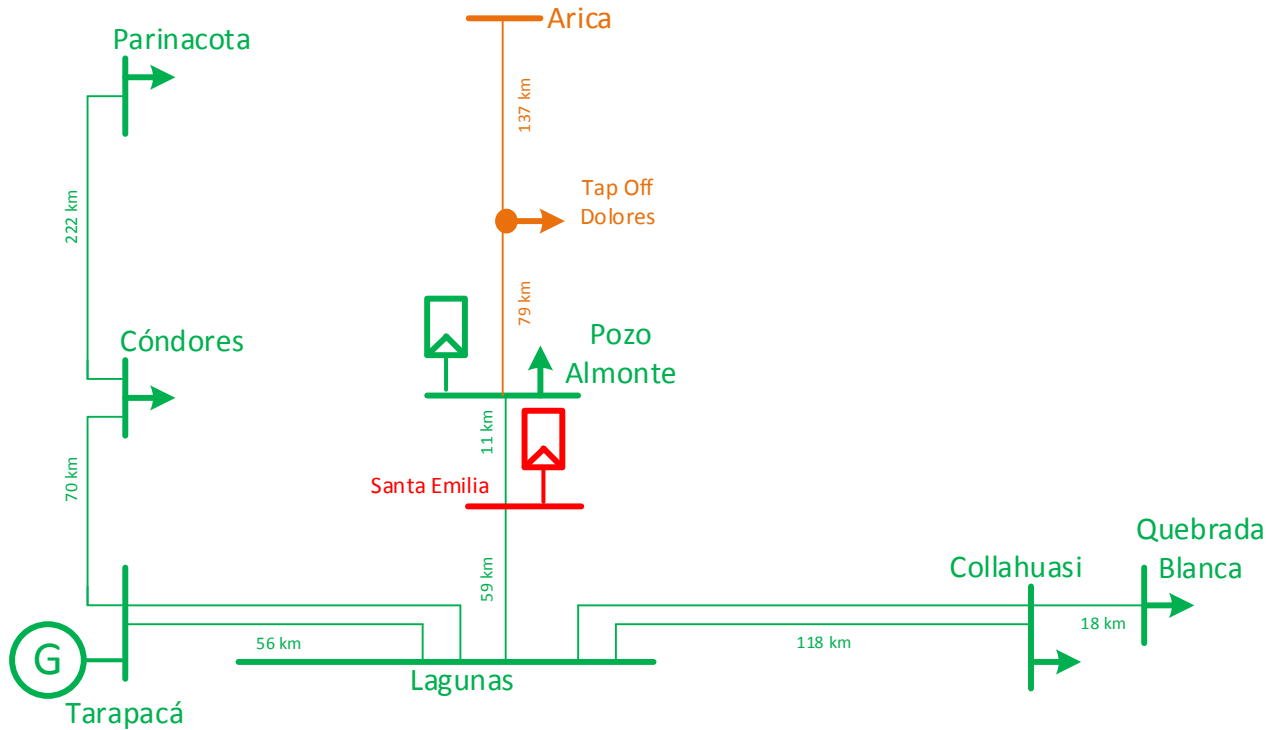 Arica
Parinacota
137 km
Tap Off
Dolores
222 km
79 km
Cóndores
Pozo
Almonte
11 km
70 km
Santa Emilia
Quebrada
Blanca
Collahuasi
59 km
18 km
56 km
118 km
G
Lagunas
Tarapacá